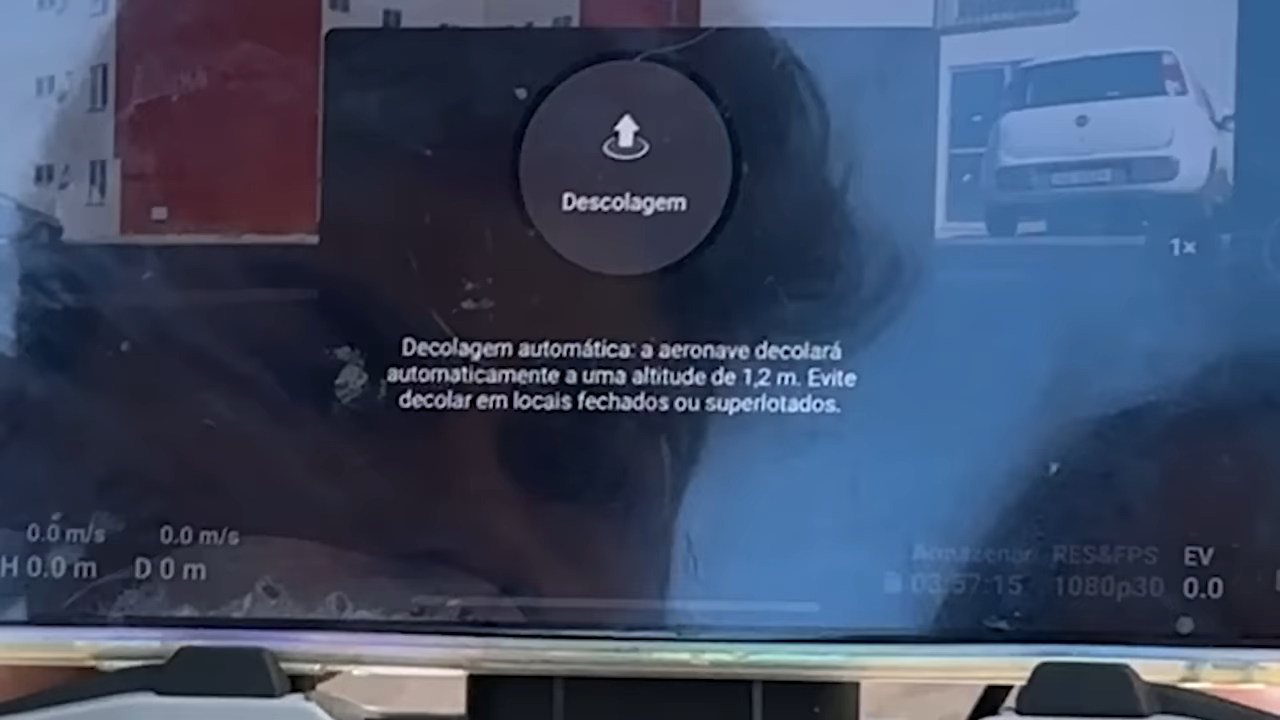 Descolagem
1×
Decolagem automática: a aeronave decolará
automaticamente a uma altitude de 1,2 m. Evite
decolar em locais fechados ou superlotados.
0.0 m/s 0.0 m/s
H 0.0 m D 0 m
Armazenar RES&FPS EV
03:57:15 1080p30 0.0